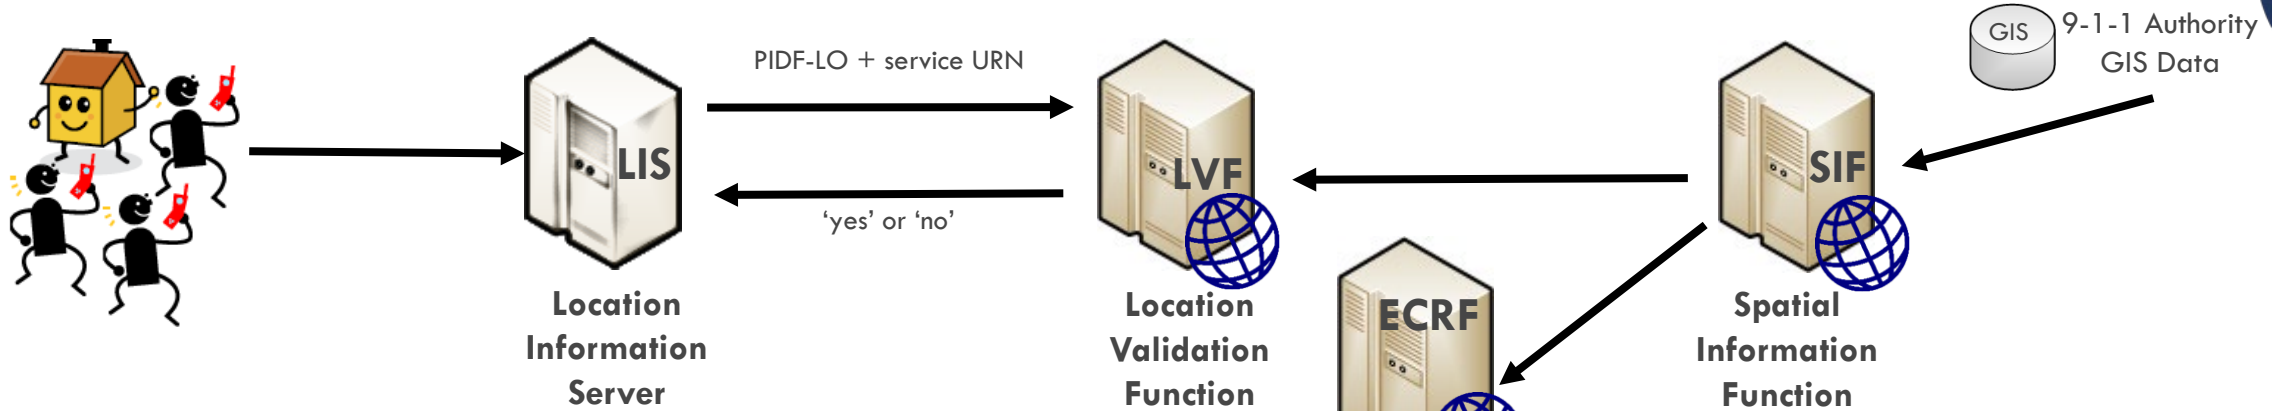 GIS
9-1-1 Authority
GIS Data
PIDF-LO + service URN
LIS
LVF
SIF
'yes' or 'no'
ECRF
Location
Information
Server
Location
Validation
Function
Spatial
Information
Function